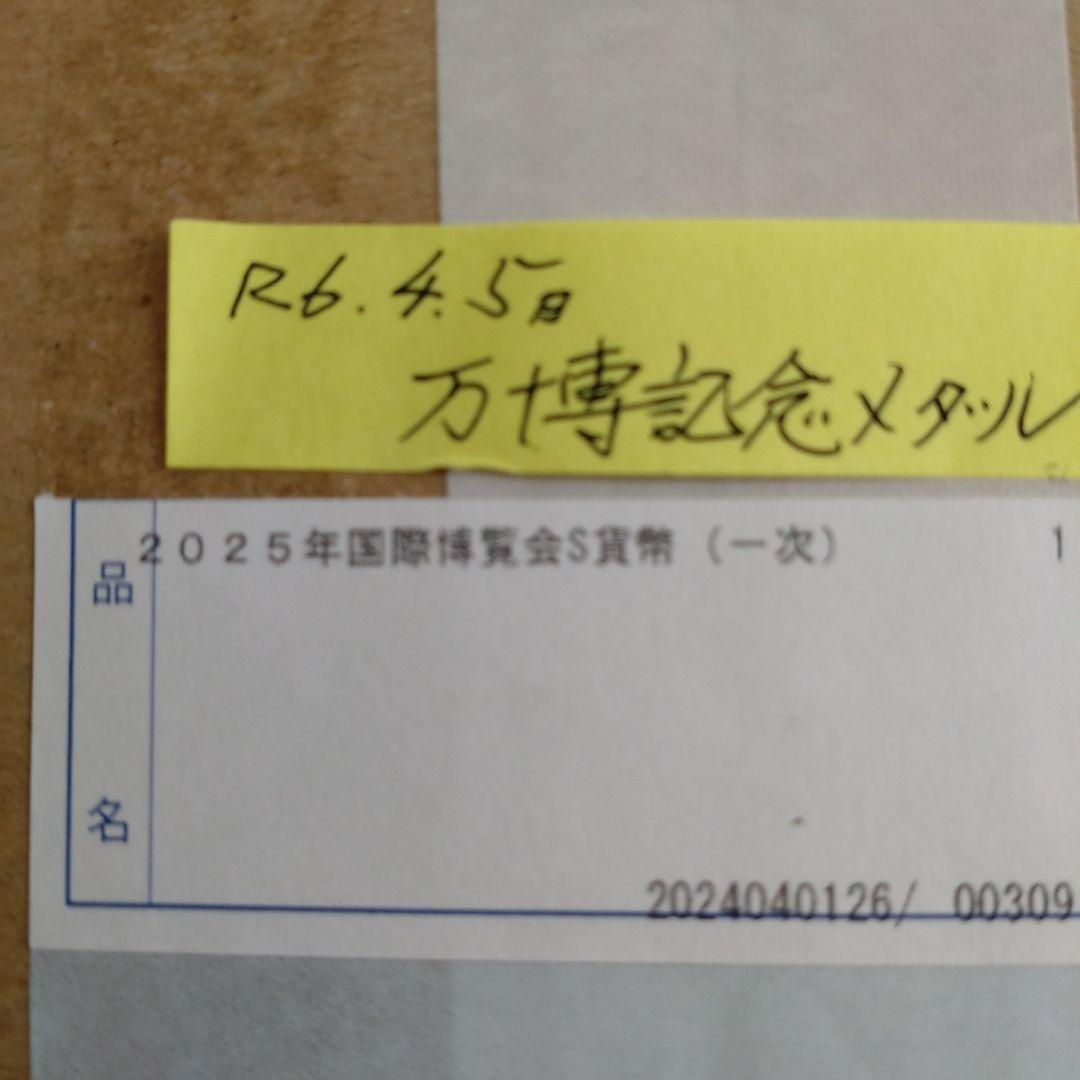 R6.4.5日
万博記念メダル
2025年国際博覧会S貨幣(一次) 1
品名
2024040126/ 00309